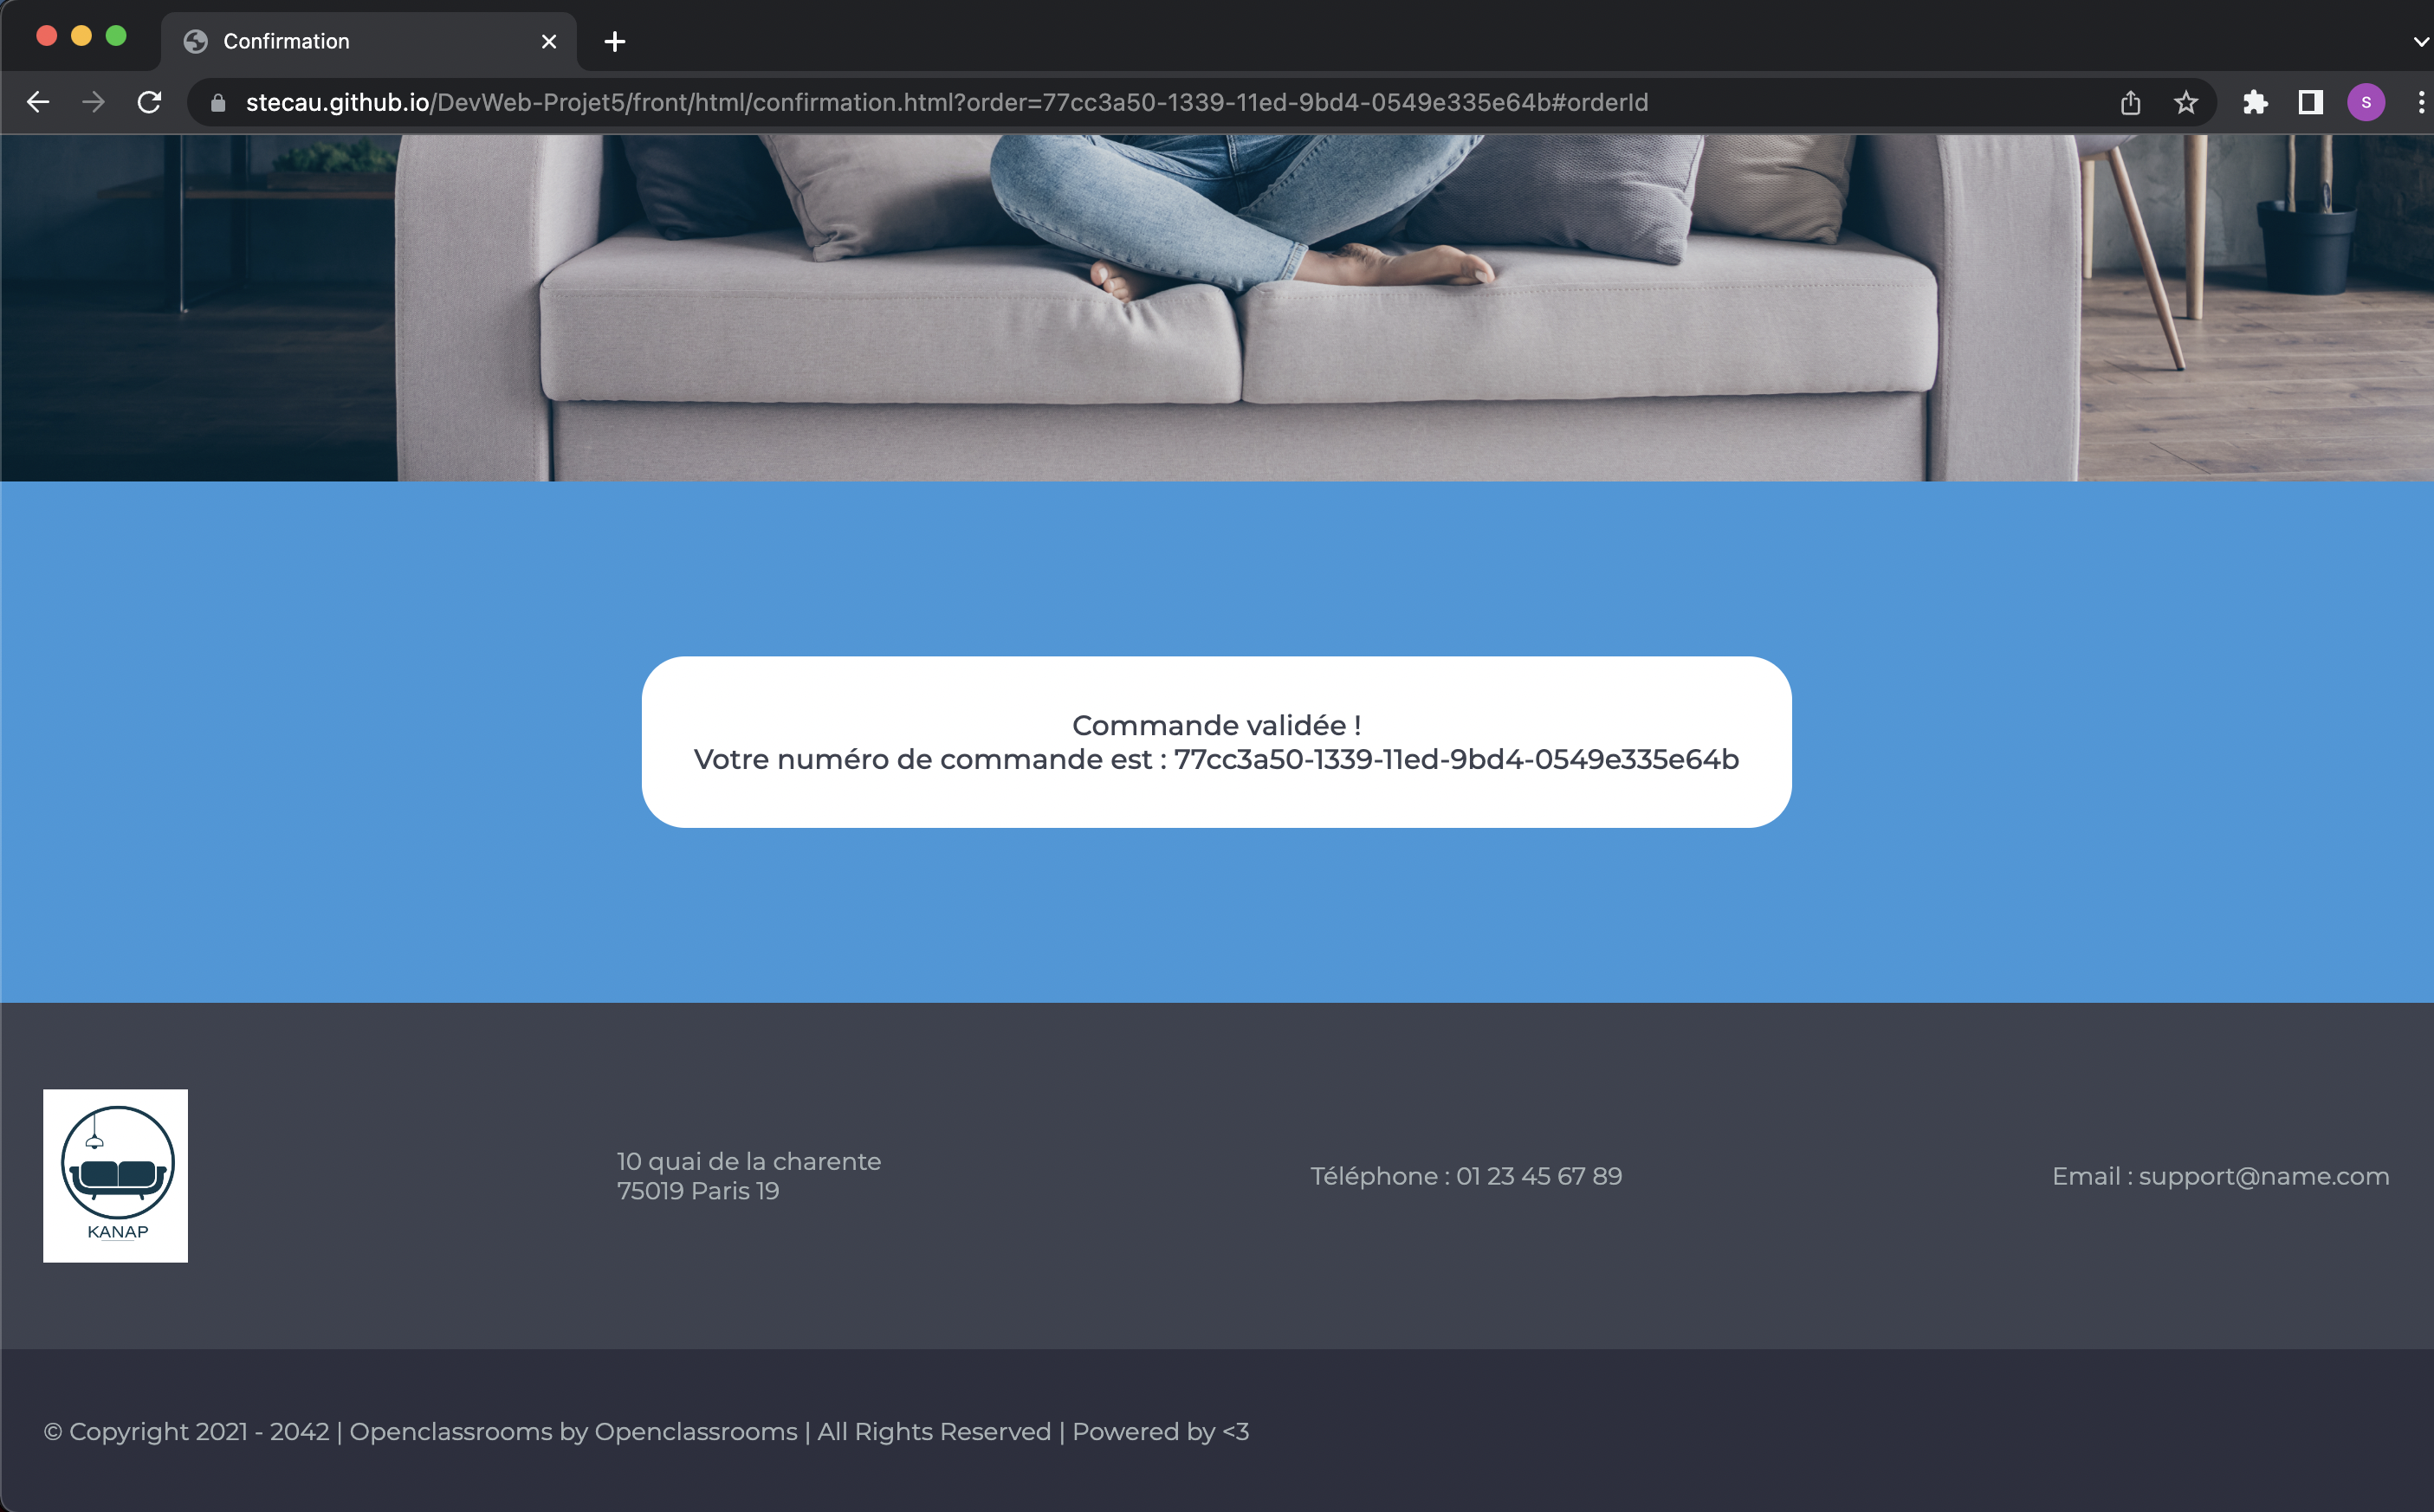 Confirmation
stecau.github.io/DevWeb-Projet5/front/html/confirmation.html?order=77cc3a50-1339-11ed-9bd4-0549e335e64b#orderId
S
Commande validée !
Votre numéro de commande est : 77cc3a50-1339-11ed-9bd4-0549e335e64b
KANAP
10 quai de la charente
75019 Paris 19
Téléphone : 01 23 45 67 89
Email : support@name.com
© Copyright 2021 - 2042 | Openclassrooms by Openclassrooms | All Rights Reserved | Powered by <3